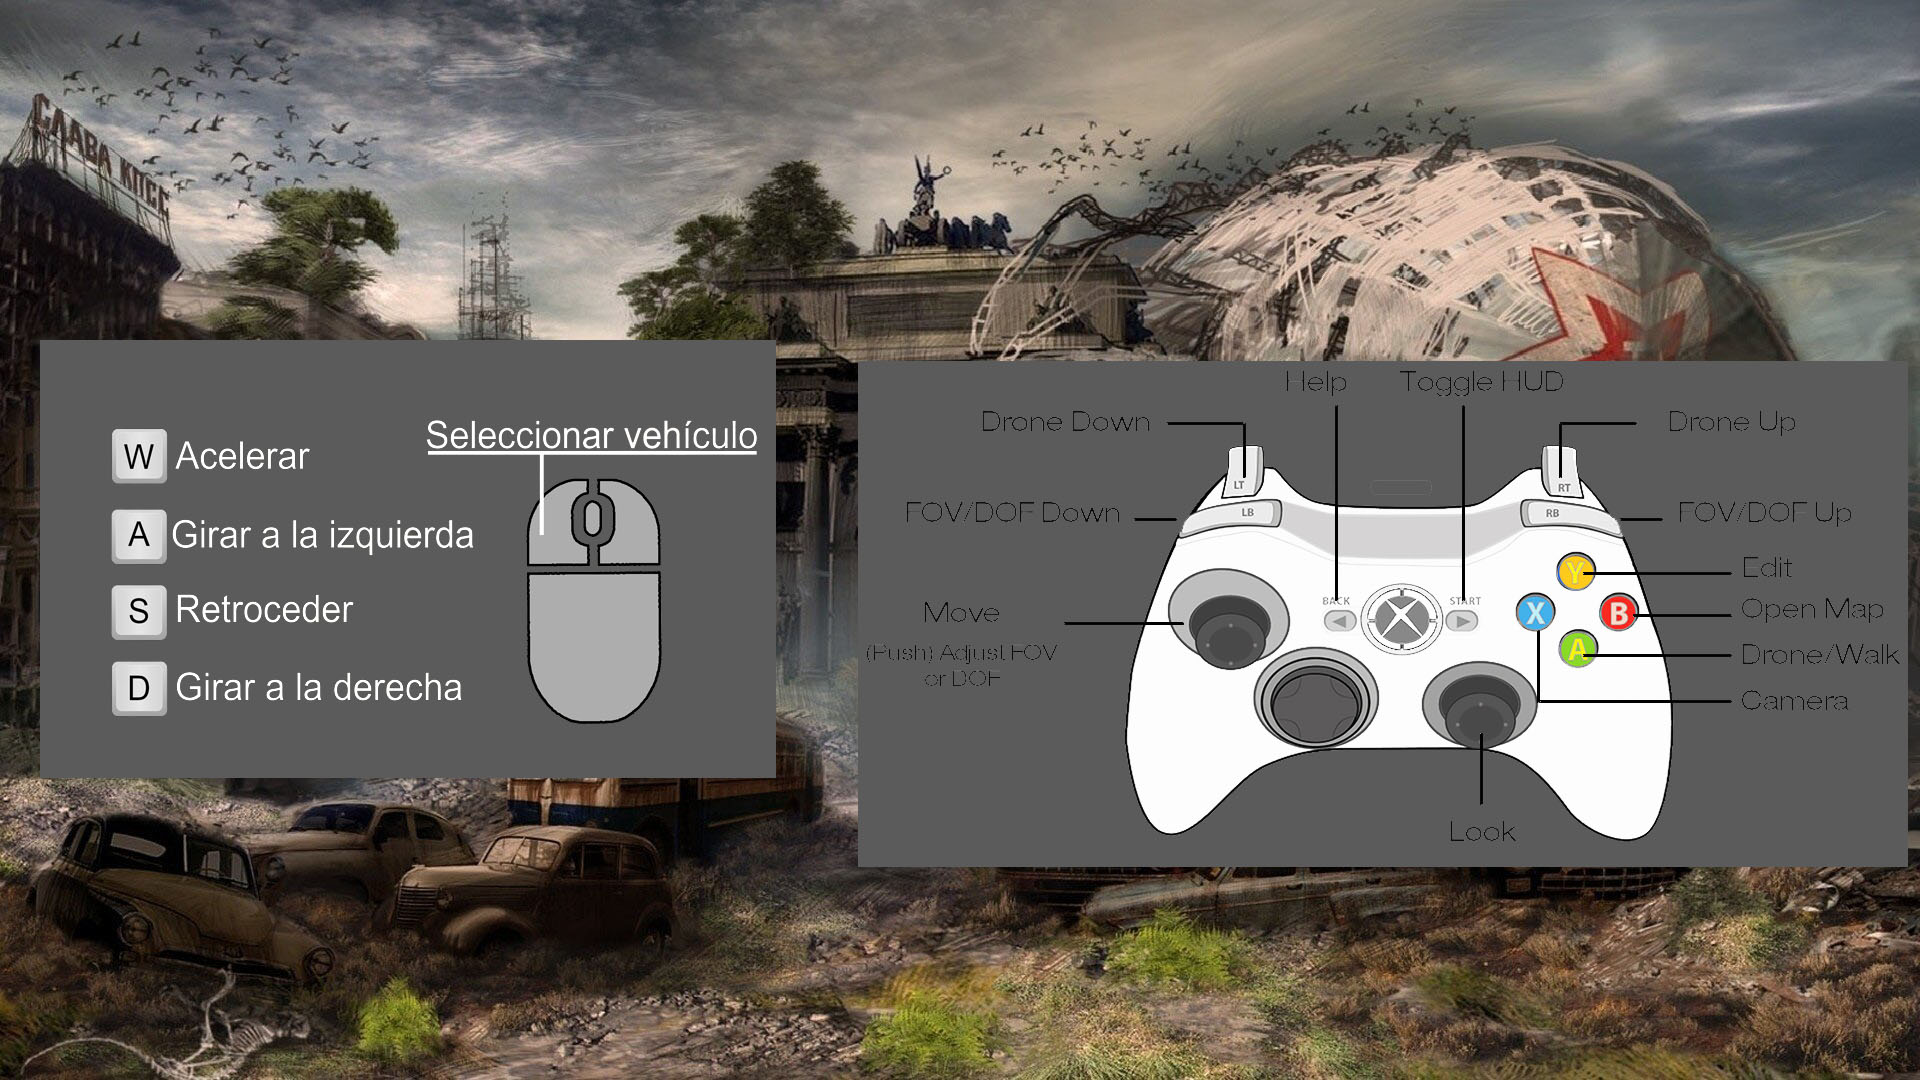 СЛАВА КПСС
Seleccionar vehículo
W Acelerar
A Girar a la izquierda
S Retroceder
D Girar a la derecha
Help Toggle HUD
Drone Down Drone Up
LT RT
FOV/DOF Down LB RB FOV/DOF Up
Y Edit
BACK START
X B Open Map
Move
A Drone/Walk
(Push) Adjust FOV
or DOF
Camera
Look